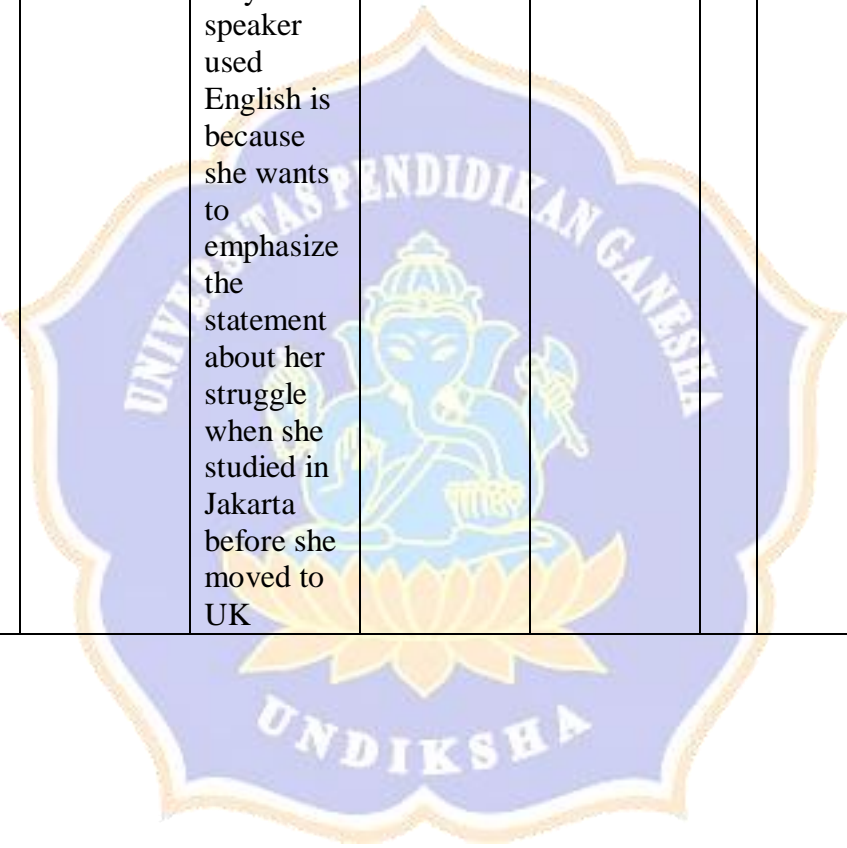 speaker
used
English is
because
she wants
to
emphasize
the
statement
about her
struggle
when she
studied in
Jakarta
before she
moved to
UK
UNIVERSITAS PENDIDIKAN GANESHA
UNDIKSHA